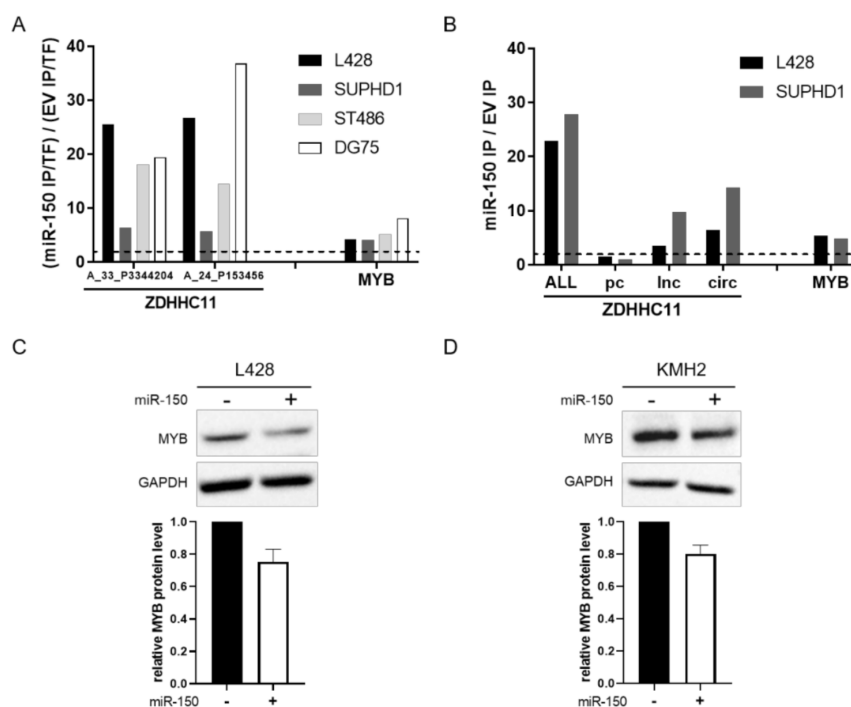 A
(miR-150 IP/TF) / (EV IP/TF)
40
30
20
10
0
L428
SUPHD1
ST486
DG75
A_33_P3344204 A_24_P153456 MYB
ZDHHC11
B
miR-150 IP / EV IP
40
30
20
10
0
L428
SUPHD1
ALL pc lnc circ MYB
ZDHHC11
C
L428
miR-150 - +
MYB
GAPDH
relative MYB protein level
1.0
0.8
0.6
0.4
0.2
0.0
miR-150 - +
D
KMH2
miR-150 - +
MYB
GAPDH
relative MYB protein level
1.0
0.8
0.6
0.4
0.2
0.0
miR-150 - +